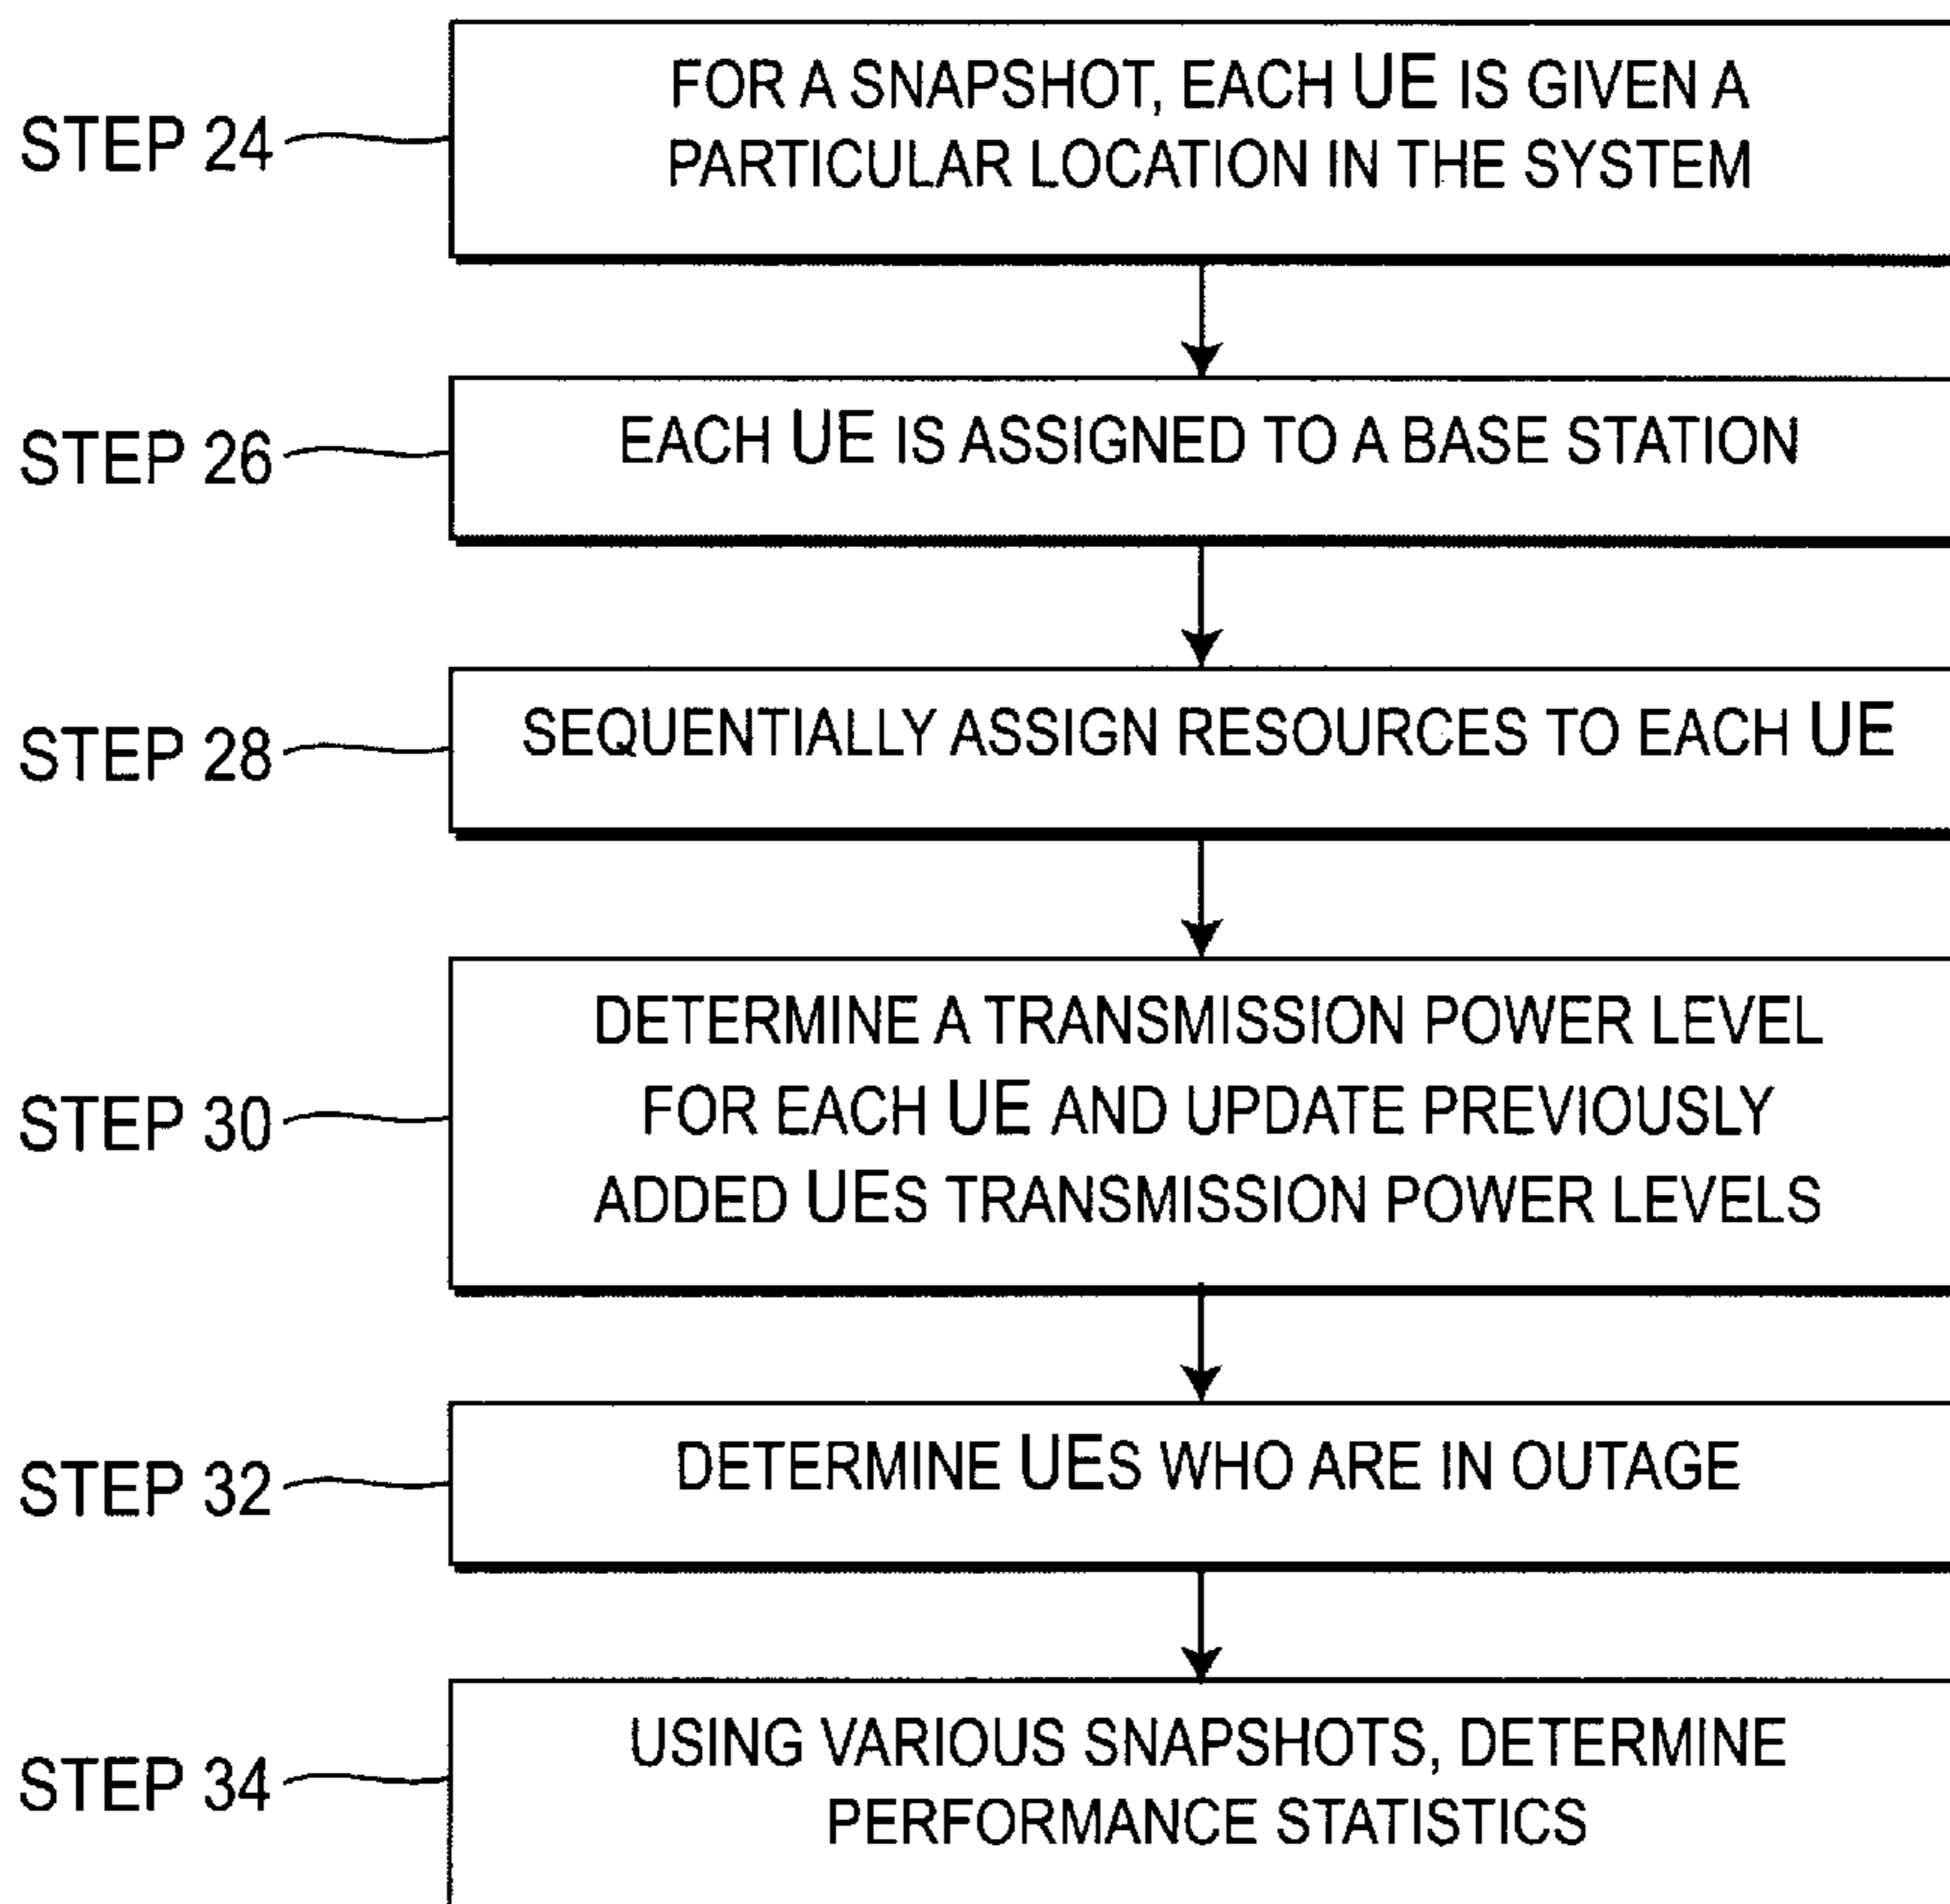 STEP 24
FOR A SNAPSHOT, EACH UE IS GIVEN A
PARTICULAR LOCATION IN THE SYSTEM
STEP 26
EACH UE IS ASSIGNED TO A BASE STATION
STEP 28
SEQUENTIALLY ASSIGN RESOURCES TO EACH UE
STEP 30
DETERMINE A TRANSMISSION POWER LEVEL
FOR EACH UE AND UPDATE PREVIOUSLY
ADDED UES TRANSMISSION POWER LEVELS
STEP 32
DETERMINE UES WHO ARE IN OUTAGE
STEP 34
USING VARIOUS SNAPSHOTS, DETERMINE
PERFORMANCE STATISTICS